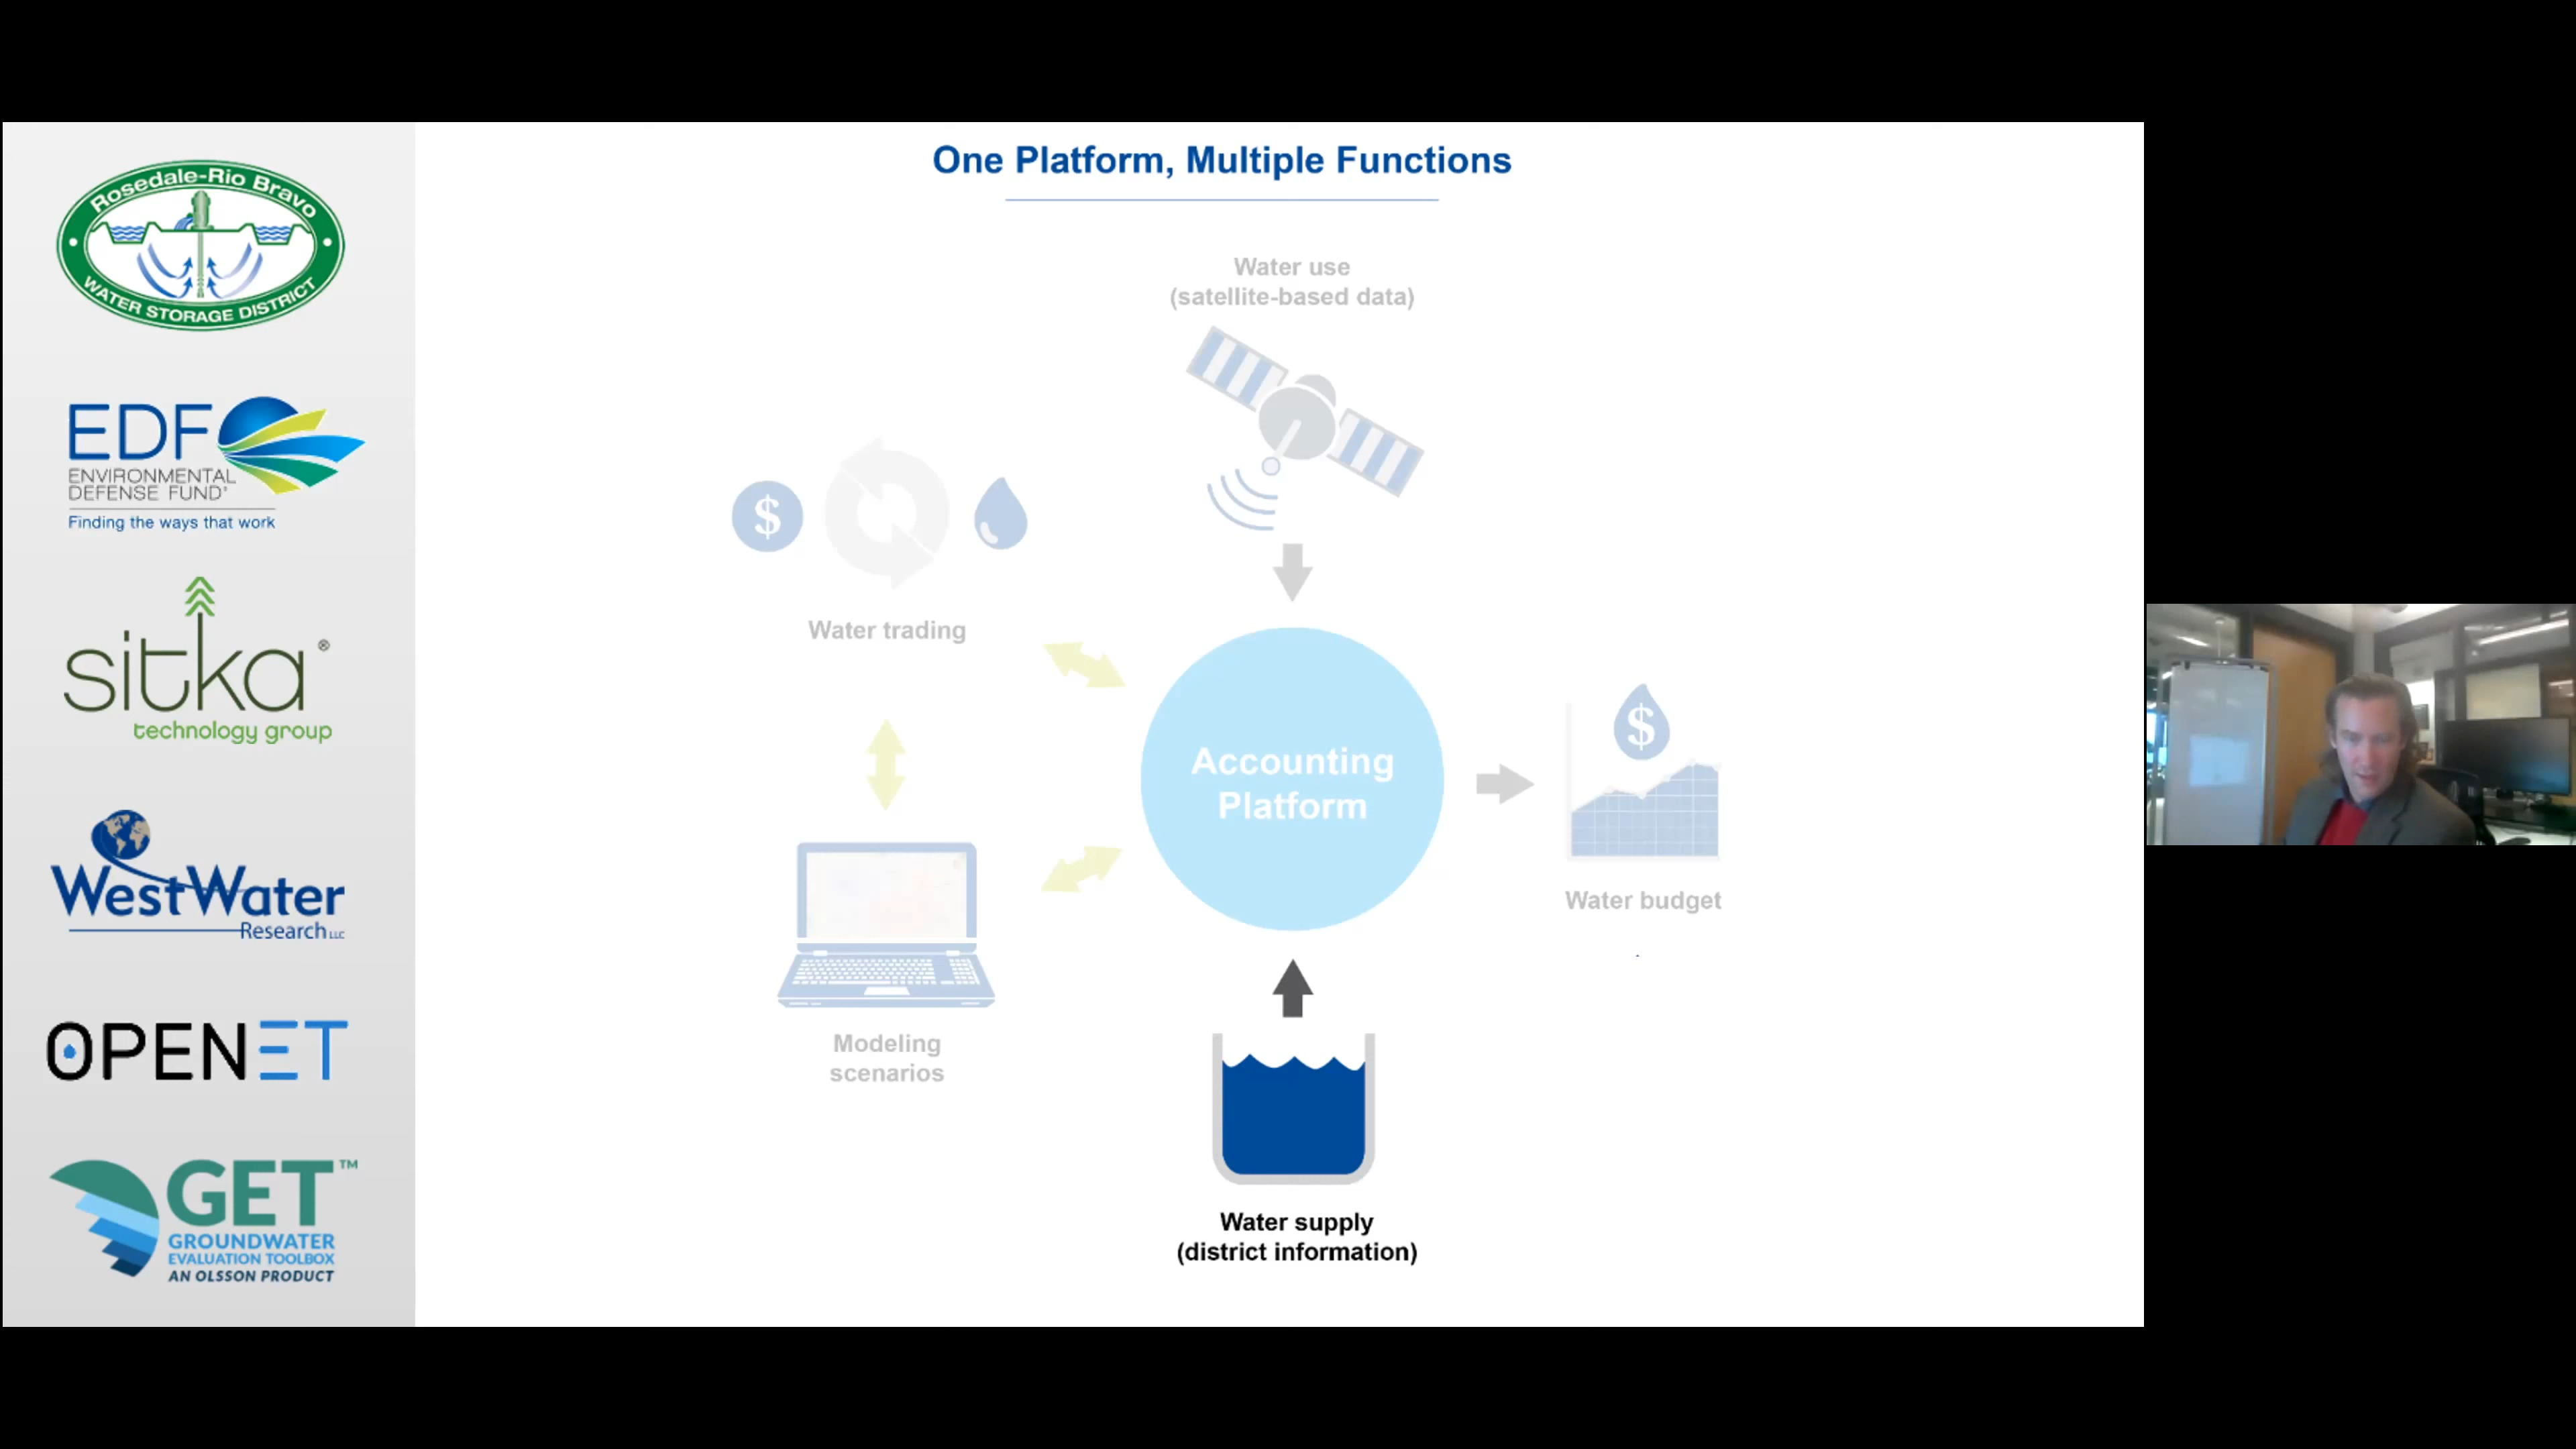 Rosedale-Rio Bravo
WATER STORAGE DISTRICT
EDF
ENVIRONMENTAL
DEFENSE FUND®
Finding the ways that work
sitka®
technology group
WestWater
Research LLC
OPENET
GET™
GROUNDWATER
EVALUATION TOOLBOX
AN OLSSON PRODUCT
One Platform, Multiple Functions
Water use
(satellite-based data)
$
Water trading
Accounting
Platform
$
Water budget
Modeling
scenarios
Water supply
(district information)